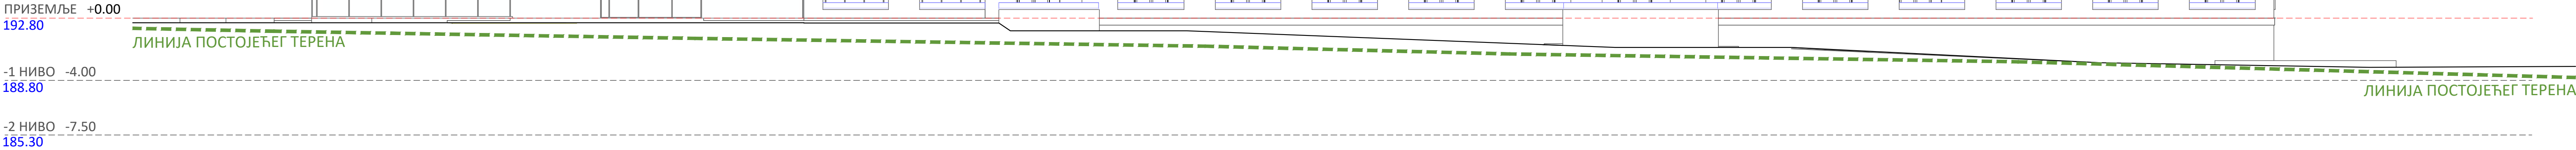 ПРИЗЕМЉЕ +0.00
192.80
ЛИНИЈА ПОСТОЈЕЋЕГ ТЕРЕНА
-1 НИВО -4.00
188.80
ЛИНИЈА ПОСТОЈЕЋЕГ ТЕРЕНА
-2 НИВО -7.50
185.30